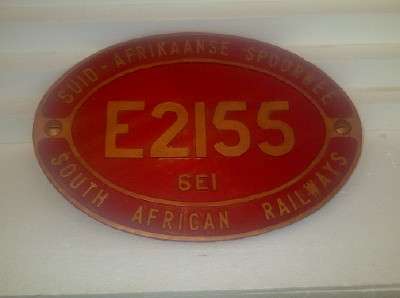 SUID-AFRIKAANSE SPOORWEË
E2155
6E1
SOUTH AFRICAN RAILWAYS